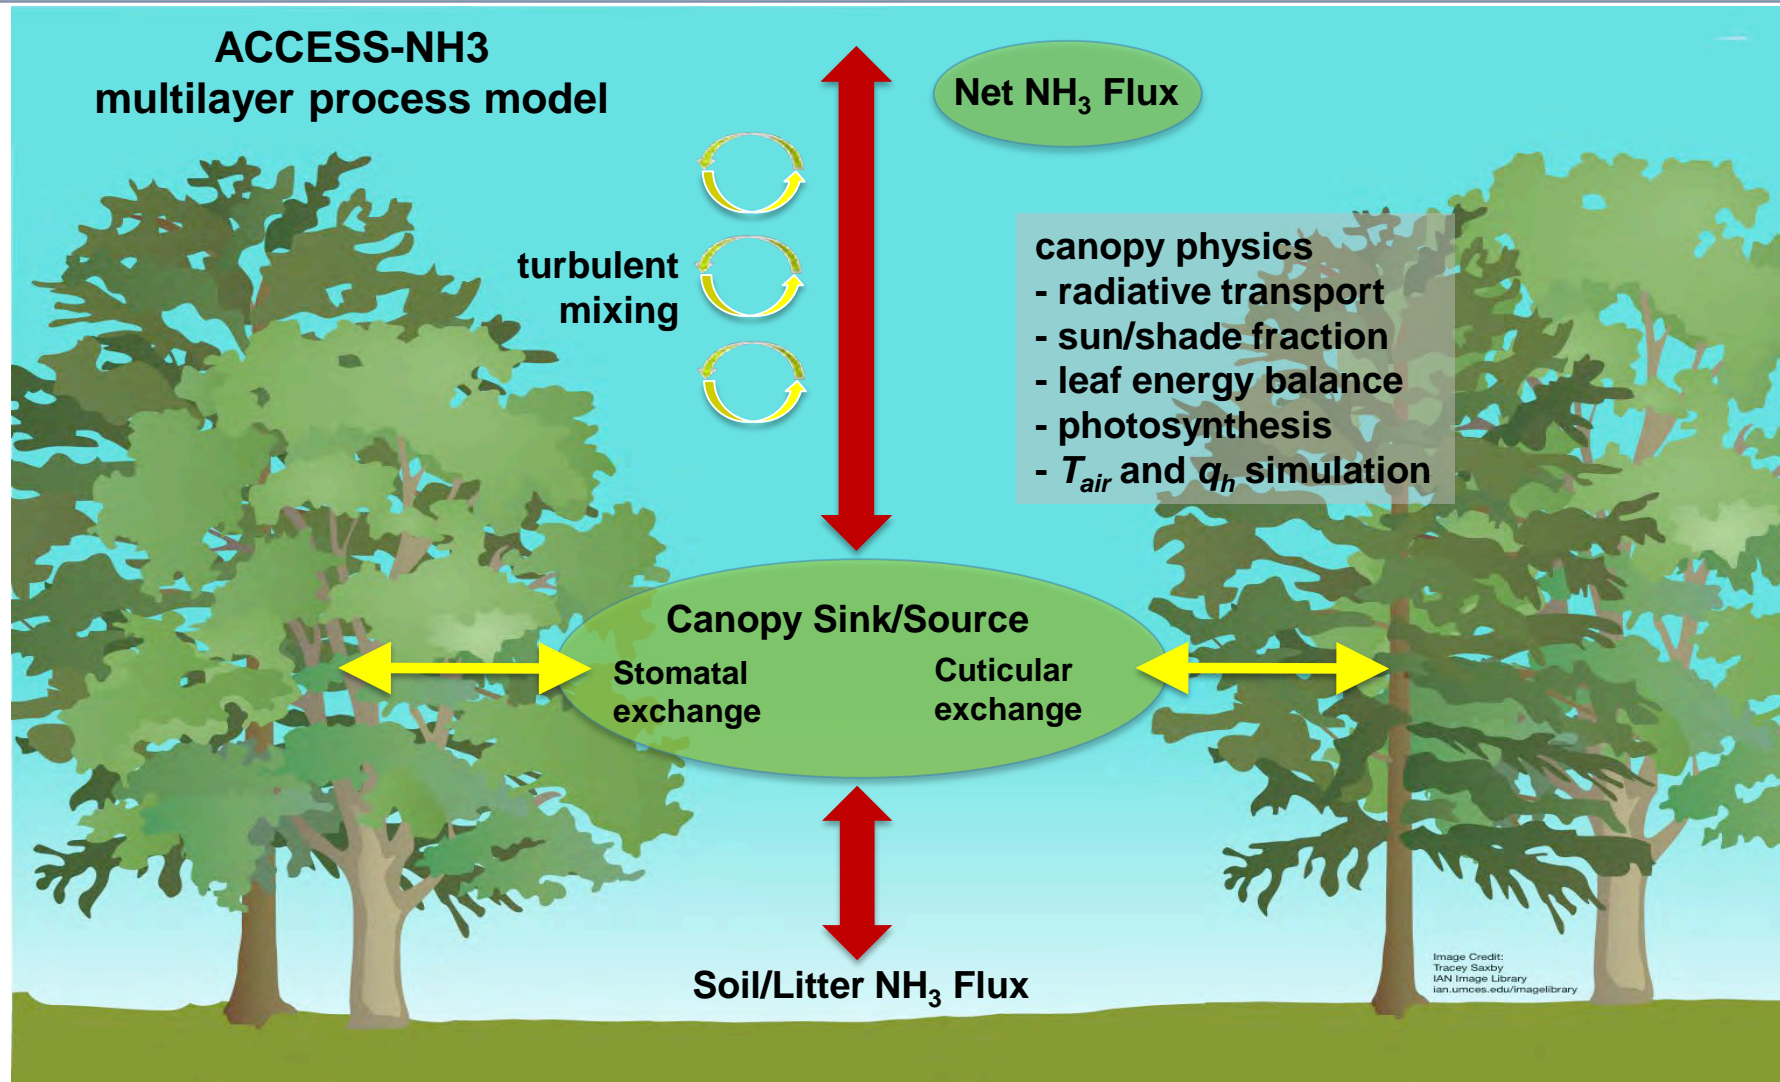 ACCESS-NH3
multilayer process model
Net NH₃ Flux
turbulent
mixing
canopy physics
- radiative transport
- sun/shade fraction
- leaf energy balance
- photosynthesis
- Tair and qh simulation
Canopy Sink/Source
Stomatal
exchange
Cuticular
exchange
Soil/Litter NH₃ Flux
Image Credit:
Tracey Saxby
IAN Image Library
ian.umces.edu/imagelibrary